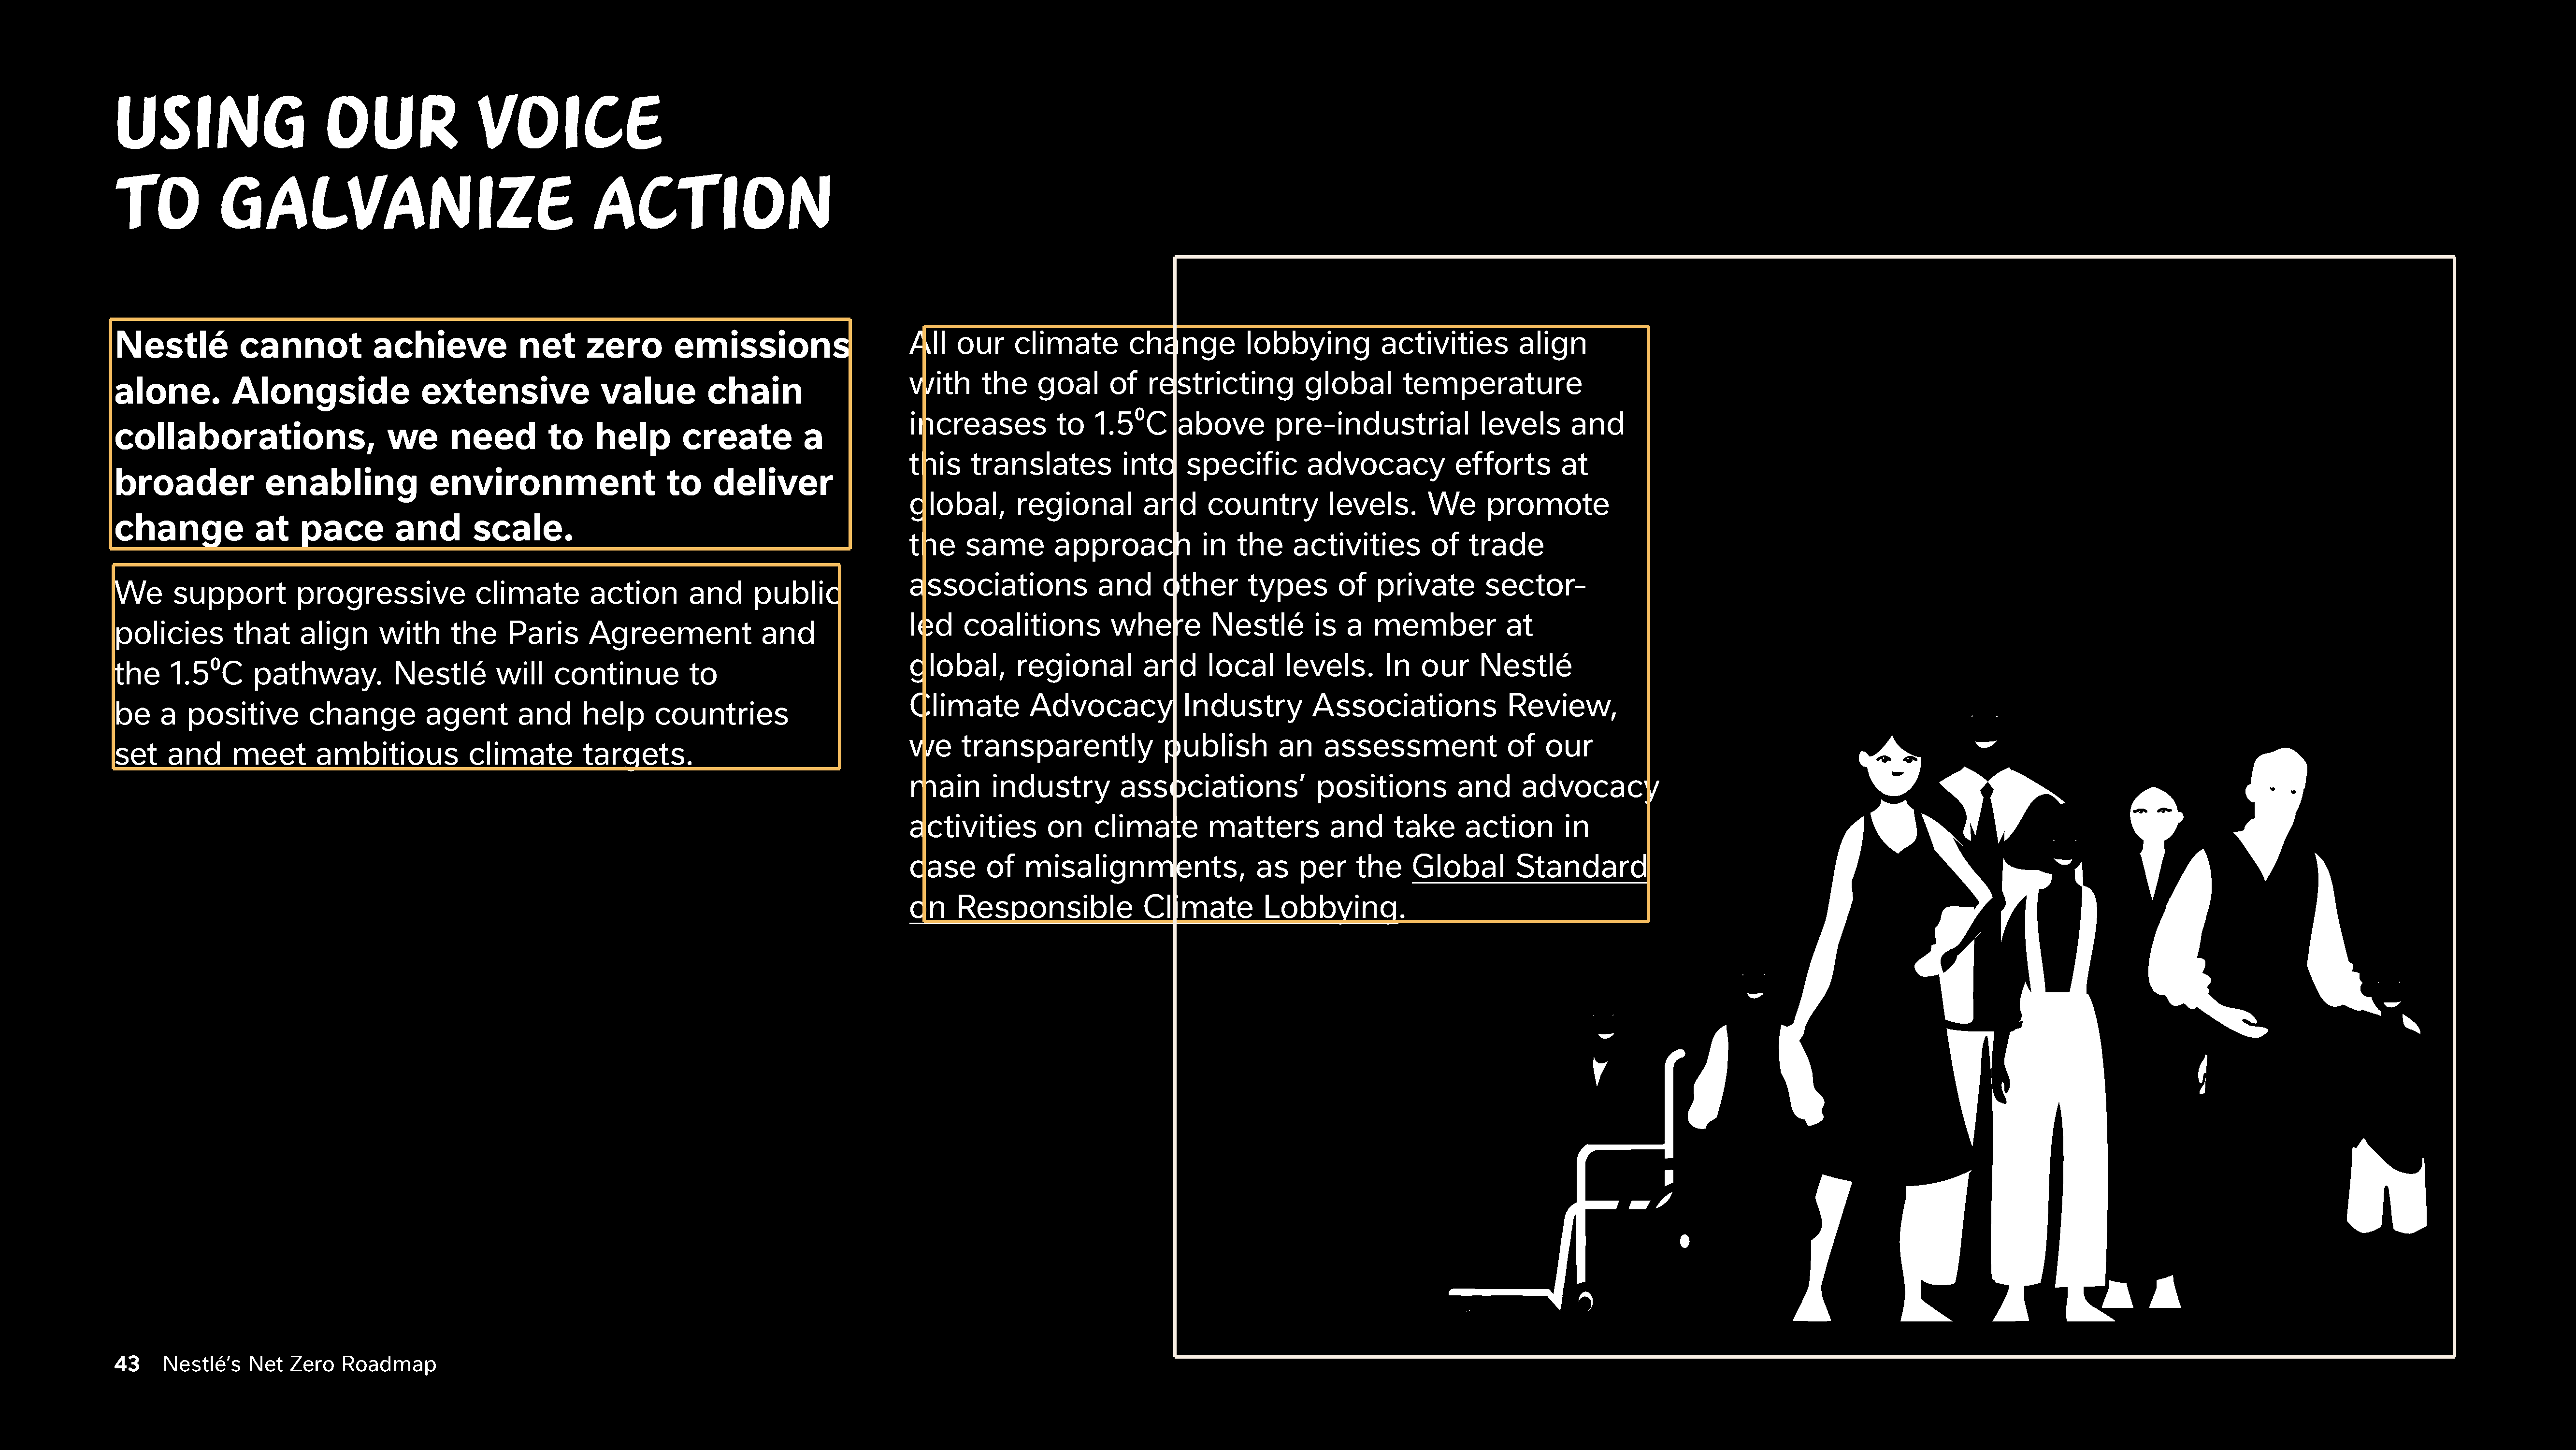 USING OUR VOICE
TO GALVANIZE ACTION
Nestlé cannot achieve net zero emissions
alone. Alongside extensive value chain
collaborations, we need to help create a
broader enabling environment to deliver
change at pace and scale.
We support progressive climate action and public
policies that align with the Paris Agreement and
the 1.5⁰C pathway. Nestlé will continue to
be a positive change agent and help countries
set and meet ambitious climate targets.
All our climate change lobbying activities align
with the goal of restricting global temperature
increases to 1.5⁰C above pre-industrial levels and
this translates into specific advocacy efforts at
global, regional and country levels. We promote
the same approach in the activities of trade
associations and other types of private sector-
led coalitions where Nestlé is a member at
global, regional and local levels. In our Nestlé
Climate Advocacy Industry Associations Review,
we transparently publish an assessment of our
main industry associations’ positions and advocacy
activities on climate matters and take action in
case of misalignments, as per the Global Standard
on Responsible Climate Lobbying.
43 Nestlé’s Net Zero Roadmap